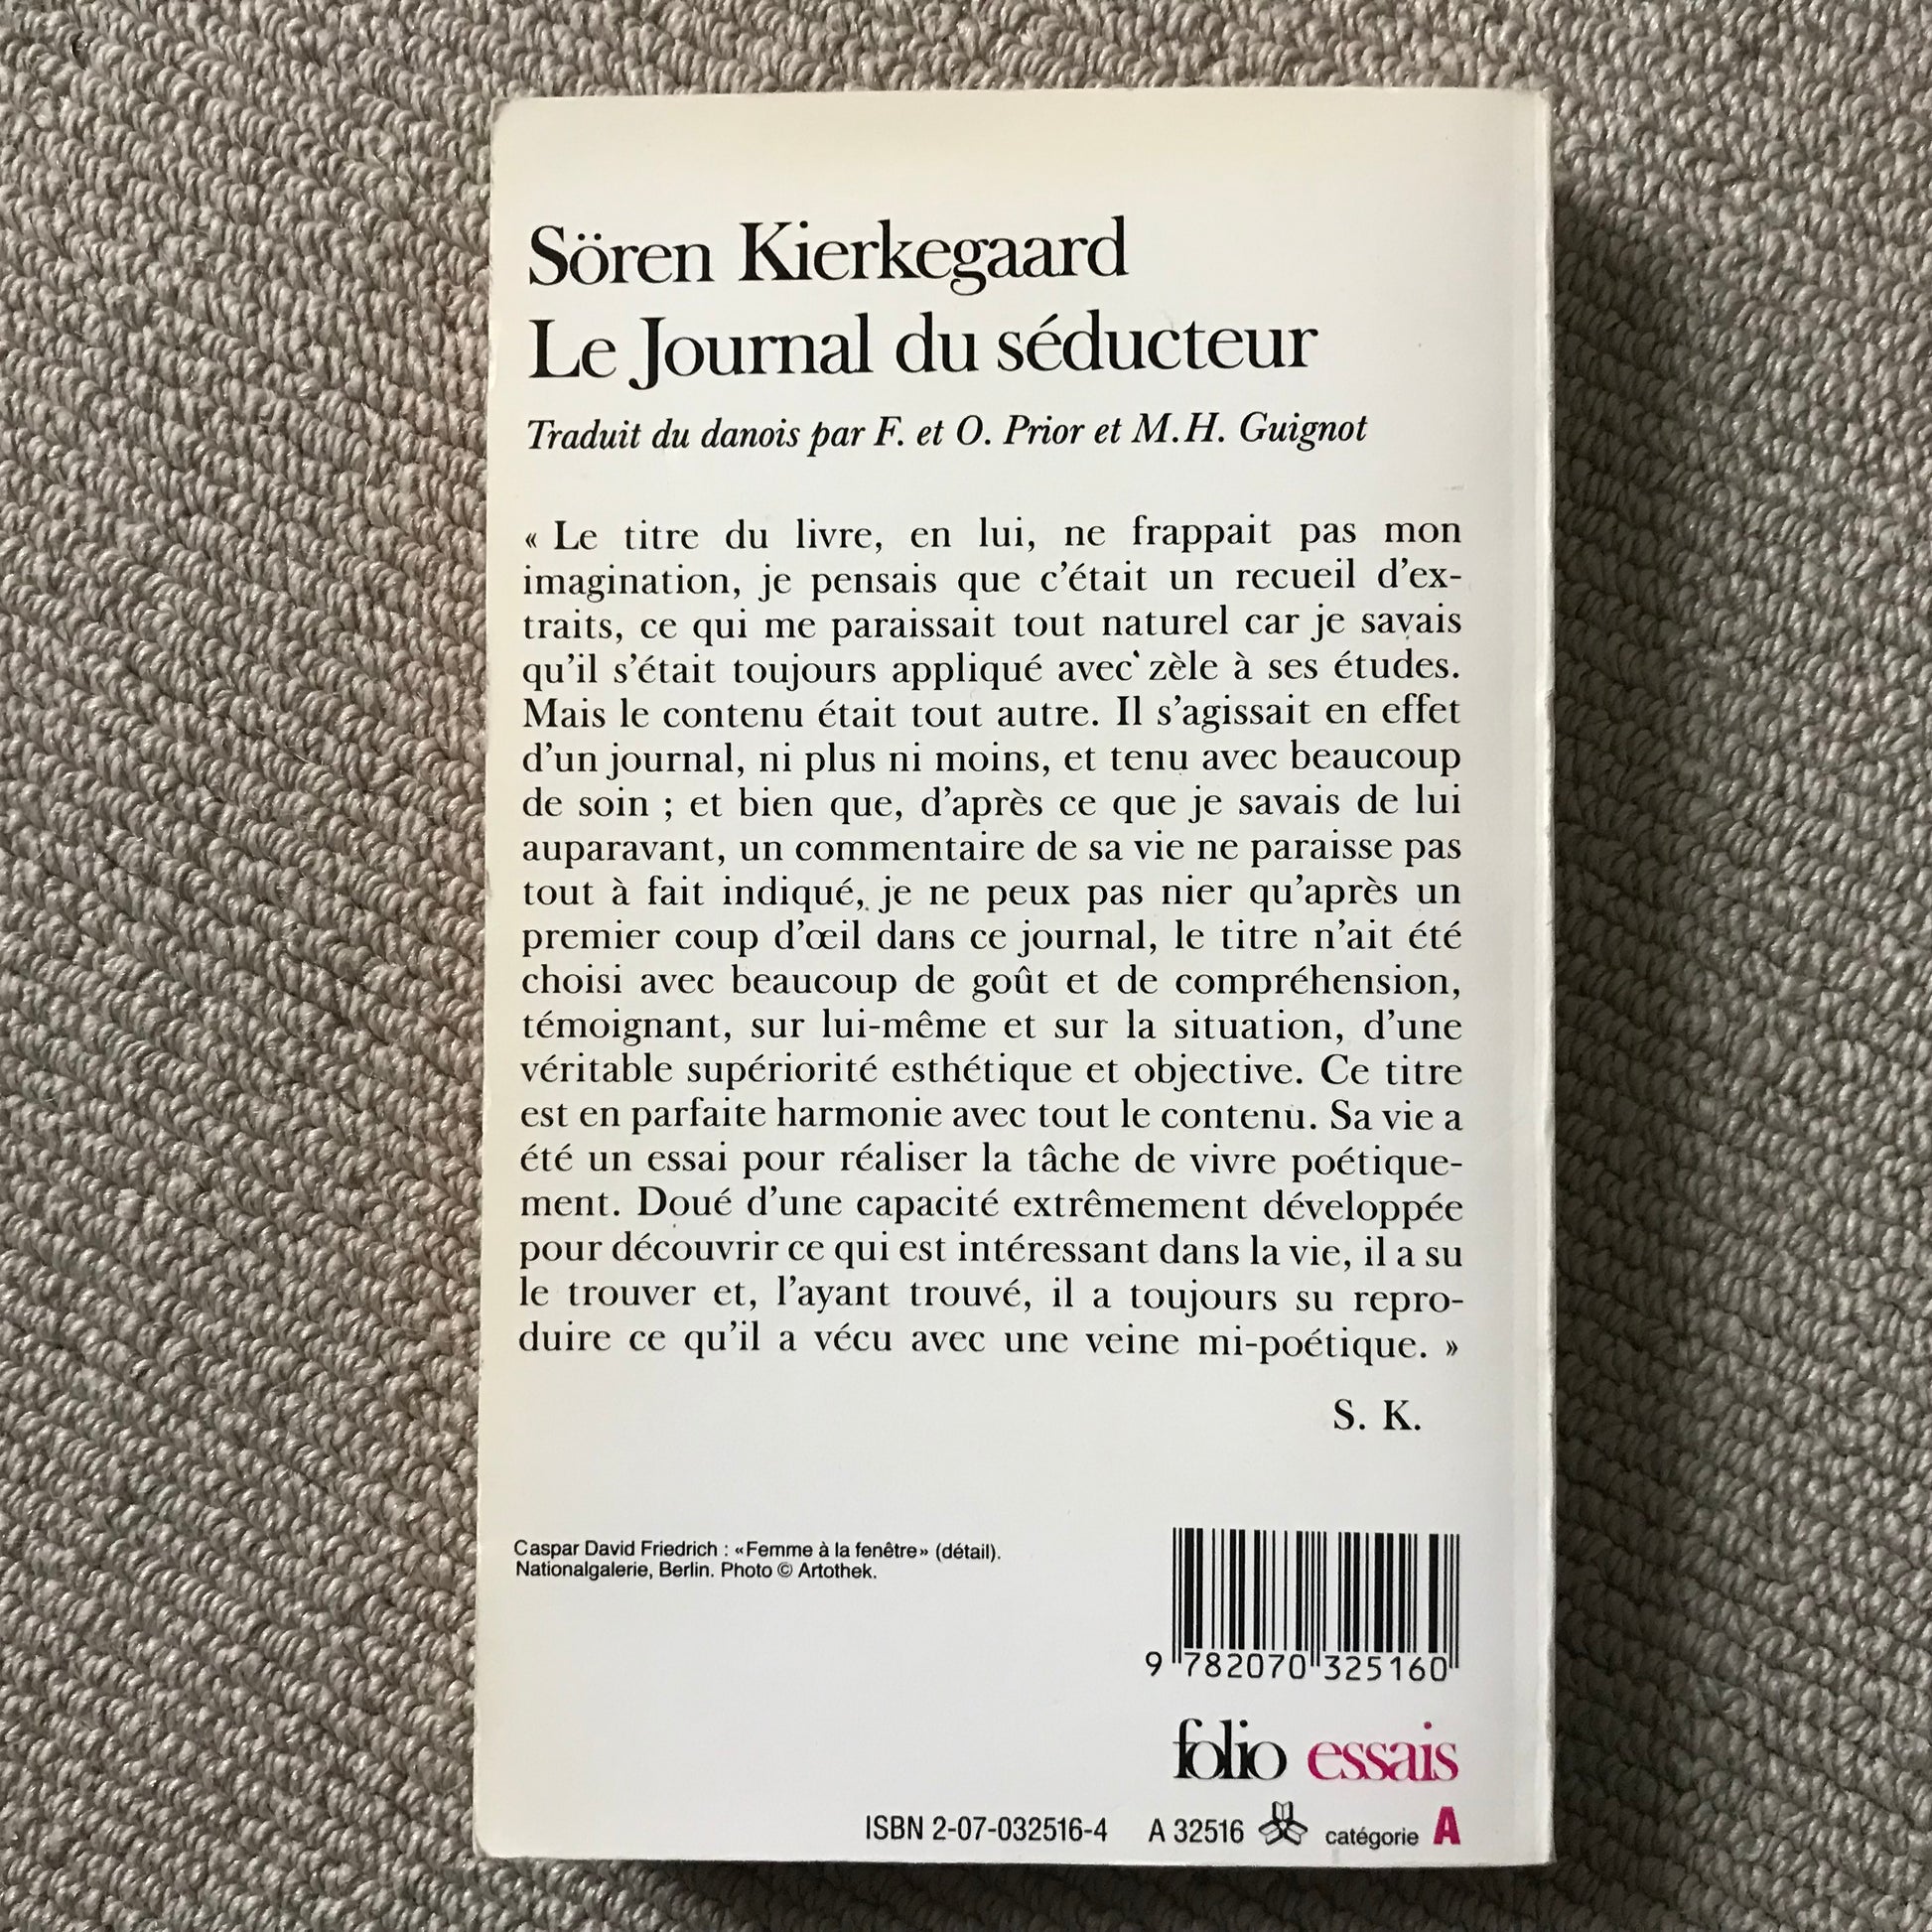 Sören Kierkegaard
Le Journal du séducteur
Traduit du danois par F. et O. Prior et M.H. Guignot
« Le titre du livre, en lui, ne frappait pas mon
imagination, je pensais que c'était un recueil d'ex-
traits, ce qui me paraissait tout naturel car je savais
qu'il s'était toujours appliqué avec zèle à ses études.
Mais le contenu était tout autre. Il s'agissait en effet
d'un journal, ni plus ni moins, et tenu avec beaucoup
de soin ; et bien que, d'après ce que je savais de lui
auparavant, un commentaire de sa vie ne paraisse pas
tout à fait indiqué, je ne peux pas nier qu'après un
premier coup d'œil dans ce journal, le titre n'ait été
choisi avec beaucoup de goût et de compréhension,
témoignant, sur lui-même et sur la situation, d'une
véritable supériorité esthétique et objective. Ce titre
est en parfaite harmonie avec tout le contenu. Sa vie a
été un essai pour réaliser la tâche de vivre poétique-
ment. Doué d'une capacité extrêmement développée
pour découvrir ce qui est intéressant dans la vie, il a su
le trouver et, l'ayant trouvé, il a toujours su repro-
duire ce qu'il a vécu avec une veine mi-poétique. »
S. K.
Caspar David Friedrich : «Femme à la fenêtre» (détail).
Nationalgalerie, Berlin. Photo © Artothek.
9 782070 325160
folio essais
ISBN 2-07-032516-4 A 32516 catégorie A